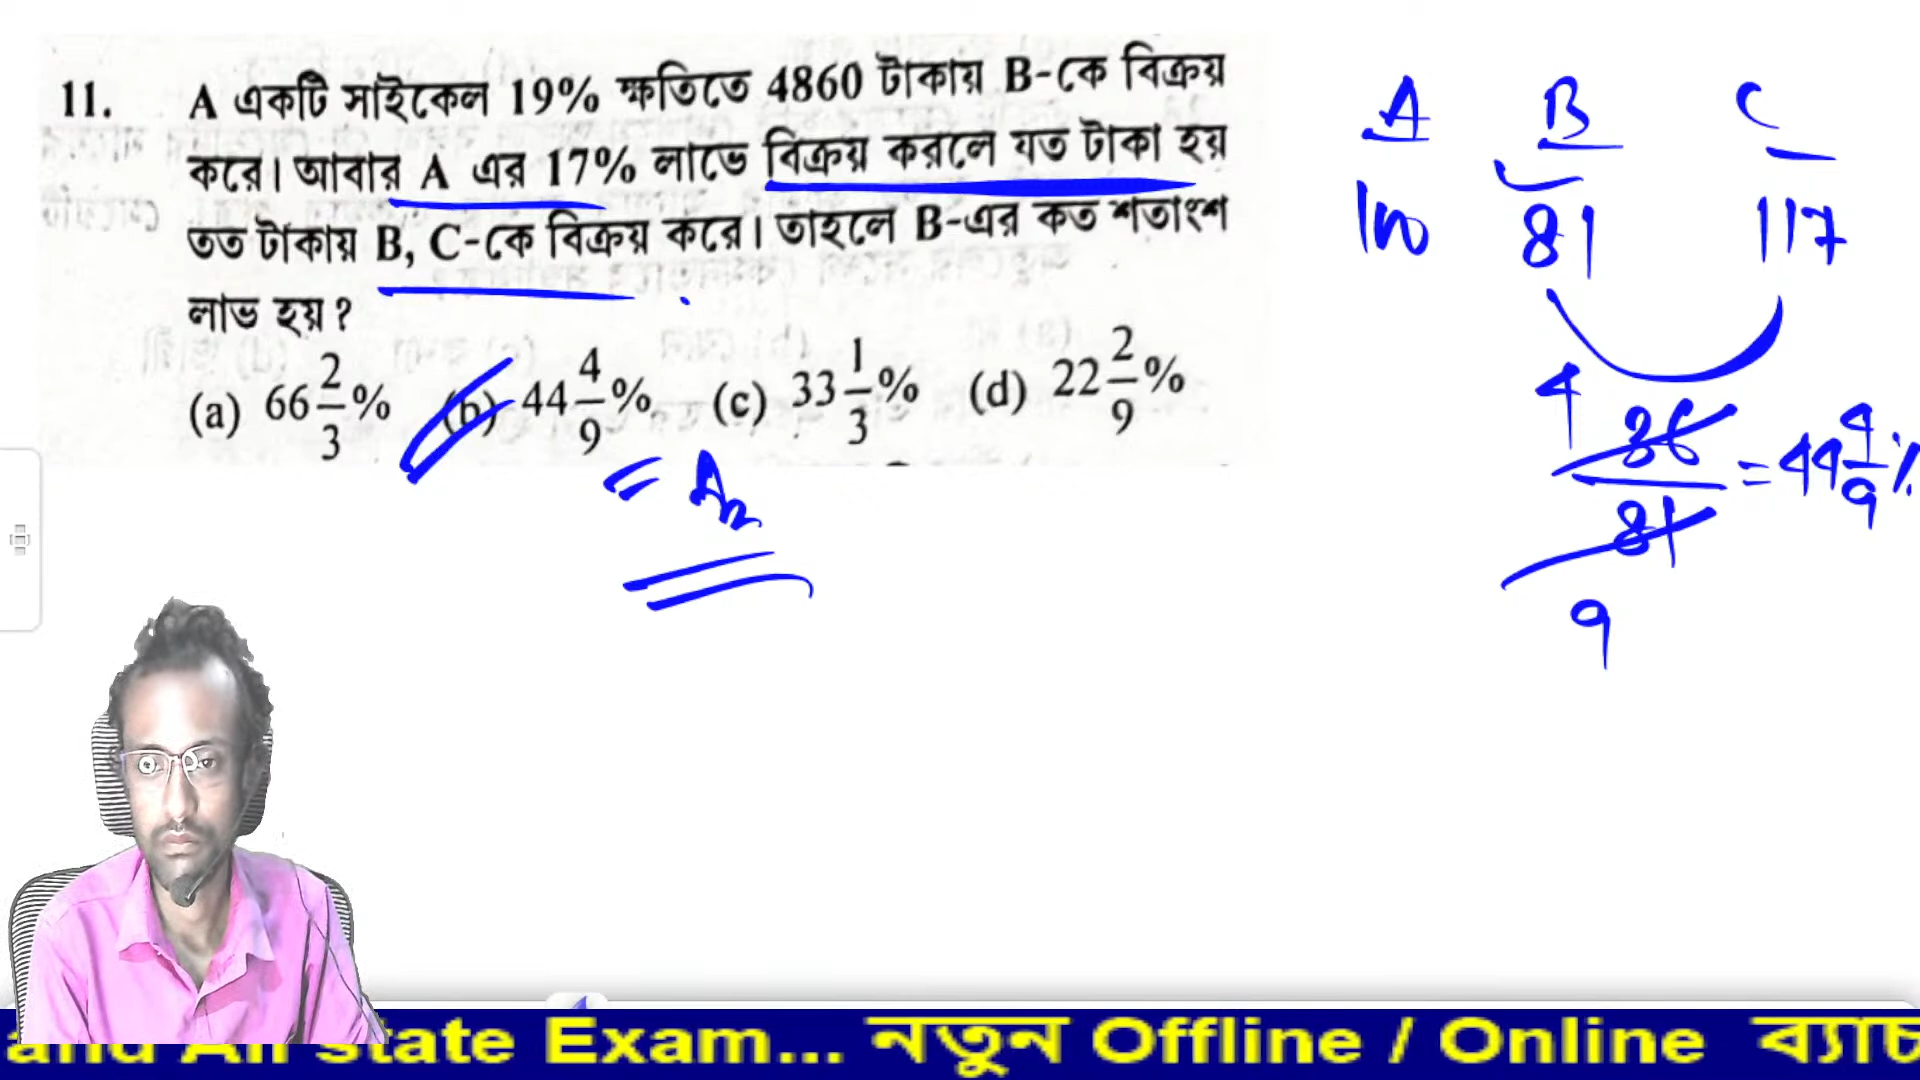 11. A একটি সাইকেল 19% ক্ষতিতে 4860 টাকায় B-কে বিক্রয়
করে। আবার A এর 17% লাভে বিক্রয় করলে যত টাকা হয়
তত টাকায় B, C-কে বিক্রয় করে। তাহলে B-এর কত শতাংশ
লাভ হয়?
(a) 66 2/3% (b) 44 4/9% (c) 33 1/3% (d) 22 2/9%
= An
A B C
100 81 117
4
36/81 = 44 4/9 %
9
and All State Exam... নতুন Offline / Online ব্যাচ